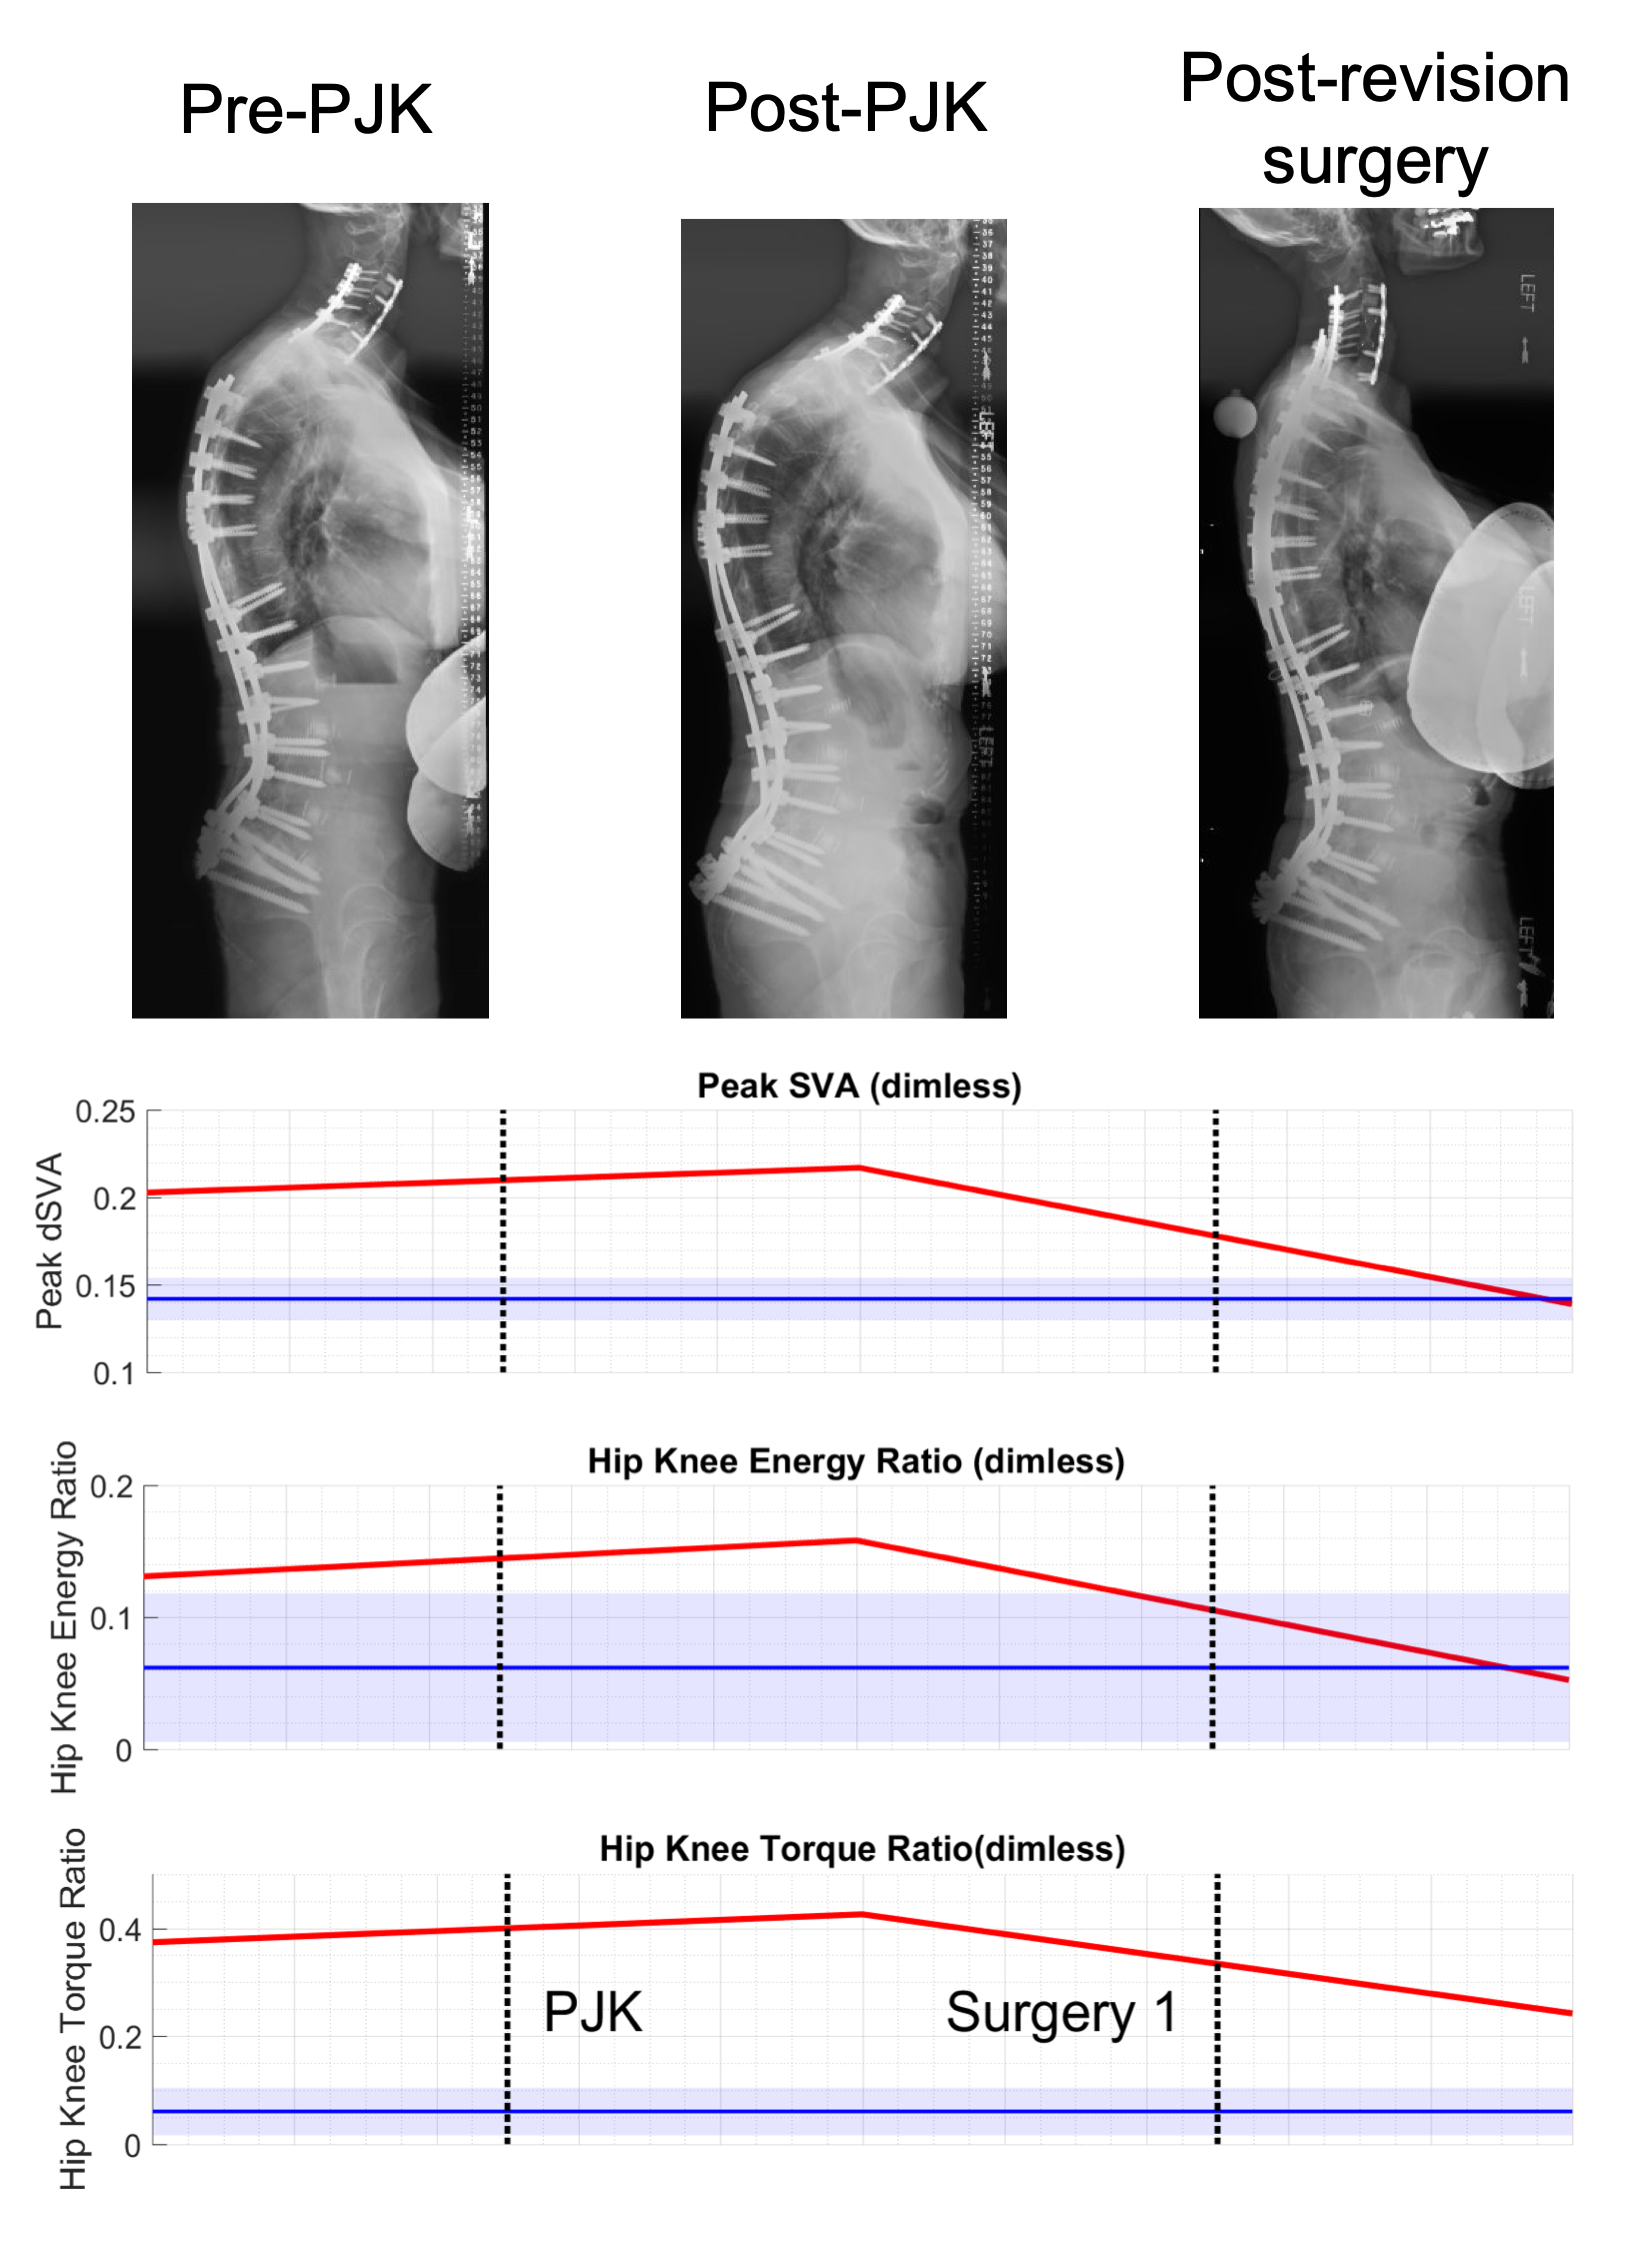 Pre-PJK
Post-PJK
Post-revision
surgery
LEFT
LEFT
LEFT
LEFT
LEFT
Peak SVA (dimless)
Peak dSVA
0.25
0.2
0.15
0.1
Hip Knee Energy Ratio (dimless)
Hip Knee Energy Ratio
0.2
0.1
0
Hip Knee Torque Ratio(dimless)
Hip Knee Torque Ratio
0.4
0.2
0
PJK
Surgery 1